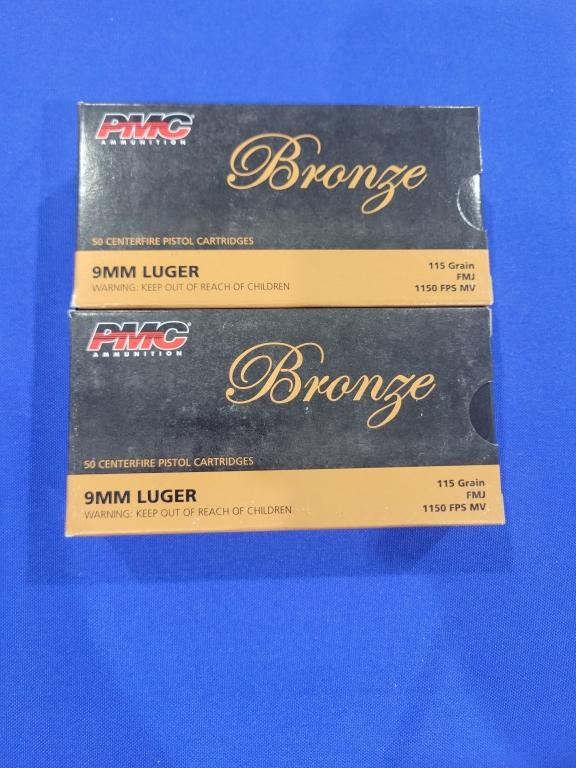 PMC
AMMUNITION
Bronze
50 CENTERFIRE PISTOL CARTRIDGES
9MM LUGER
WARNING: KEEP OUT OF REACH OF CHILDREN
115 Grain
FMJ
1150 FPS MV
PMC
AMMUNITION
Bronze
50 CENTERFIRE PISTOL CARTRIDGES
9MM LUGER
WARNING: KEEP OUT OF REACH OF CHILDREN
115 Grain
FMJ
1150 FPS MV